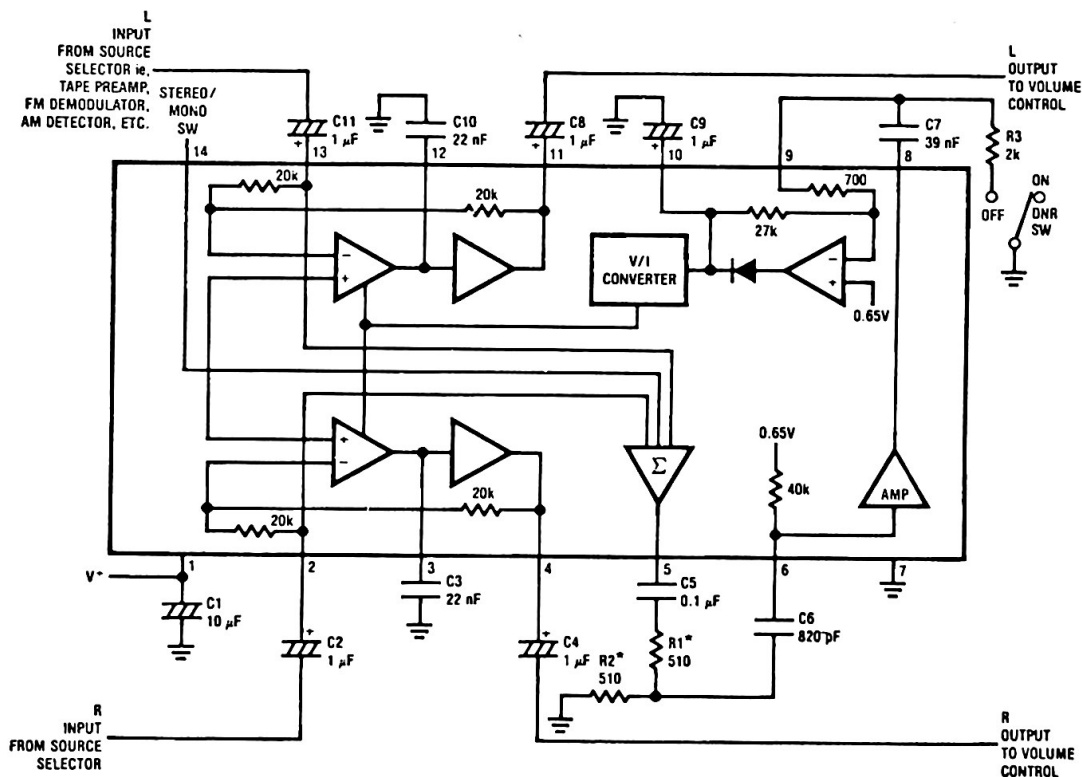 L
INPUT
FROM SOURCE
SELECTOR ie,
TAPE PREAMP,
FM DEMODULATOR,
AM DETECTOR, ETC.
STEREO/
MONO
SW
14
C11
1 µF
+
13
C10
22 nF
12
C8
1 µF
+
11
C9
1 µF
+
10
L
OUTPUT
TO VOLUME
CONTROL
9
C7
39 nF
8
R3
2k
OFF
ON
DNR
SW
20k
20k
700
27k
−
+
V/I
CONVERTER
−
+
0.65V
+
−
Σ
0.65V
40k
AMP
20k
20k
V+
1
C1
10 µF
2
+
C2
1 µF
3
C3
22 nF
4
+
C4
1 µF
5
C5
0.1 µF
R1*
510
R2*
510
6
C6
820 pF
7
R
INPUT
FROM SOURCE
SELECTOR
R
OUTPUT
TO VOLUME
CONTROL